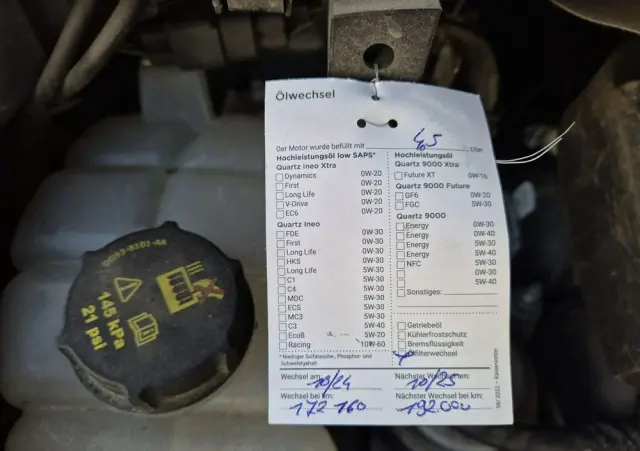 Ölwechsel
Der Motor wurde befüllt mit 4,5 Liter
Hochleistungsöl low SAPS*
Quartz Ineo Xtra
Dynamics 0W-20
First 0W-20
Long Life 0W-20
V-Drive 0W-20
EC6 0W-20
Quartz Ineo
FDE 0W-30
First 0W-30
Long Life 0W-30
HKS 0W-30
Long Life 5W-30
C1 5W-30
C4 5W-30
MDC 5W-30
ECS 5W-30
MC3 5W-30
C3 5W-40
EcoB 5W-20
Racing 10W-60
* Niedriger Sulfatasche-, Phosphor- und
Schwefelgehalt
Hochleistungsöl
Quartz 9000 Xtra
Future XT 0W-16
Quartz 9000 Future
GF6 0W-20
FGC 5W-30
Quartz 9000
Energy 0W-30
Energy 0W-40
Energy 5W-30
Energy 5W-40
NFC 5W-30
0W-30
5W-40
Sonstiges:
Getriebeöl
Kühlerfrostschutz
Bremsflüssigkeit
Ölfilterwechsel
Wechsel am: 10/24
Nächster Wechsel am: 10/25
Wechsel bei km: 172 160
Nächster Wechsel bei km: 192.000
145 kPa
21 psi